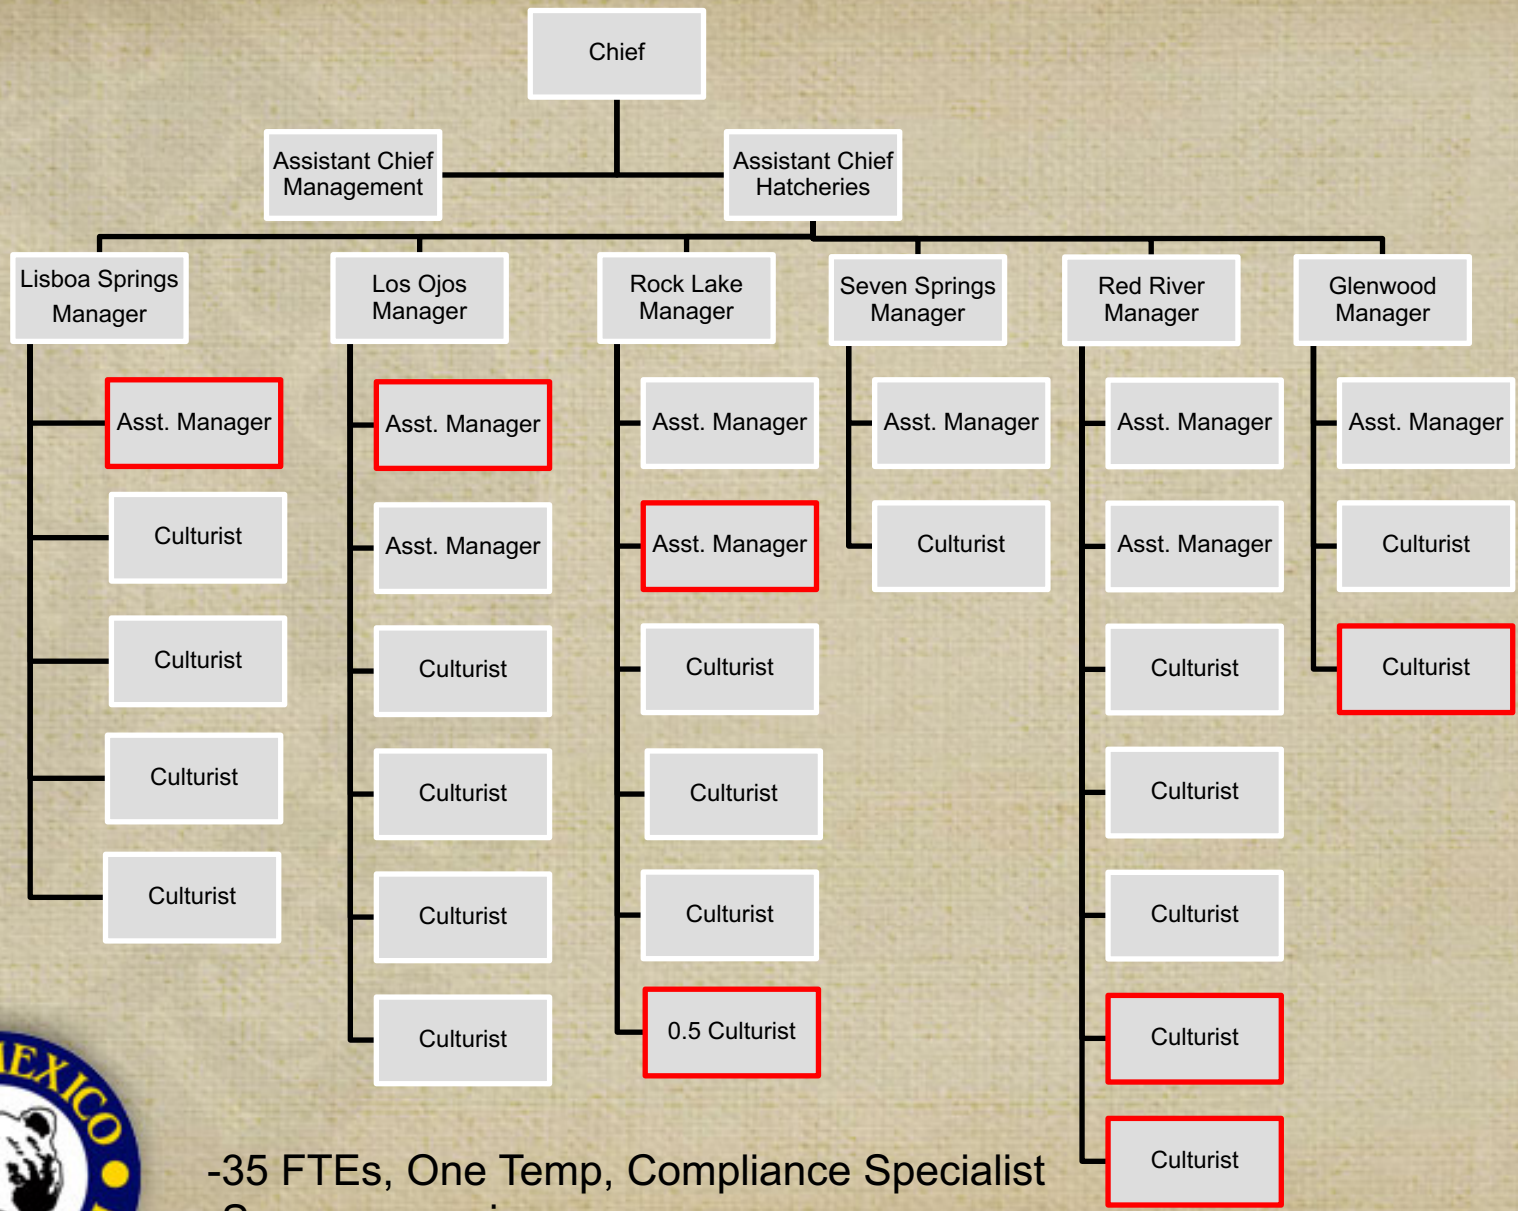 Chief
Assistant Chief
Management
Assistant Chief
Hatcheries
Lisboa Springs
Manager
Los Ojos
Manager
Rock Lake
Manager
Seven Springs
Manager
Red River
Manager
Glenwood
Manager
Asst. Manager
Culturist
Culturist
Culturist
Culturist
Asst. Manager
Asst. Manager
Culturist
Culturist
Culturist
Culturist
Asst. Manager
Asst. Manager
Culturist
Culturist
Culturist
0.5 Culturist
Asst. Manager
Culturist
Asst. Manager
Asst. Manager
Culturist
Culturist
Culturist
Culturist
Culturist
Asst. Manager
Culturist
Culturist
MEXICO
-35 FTEs, One Temp, Compliance Specialist